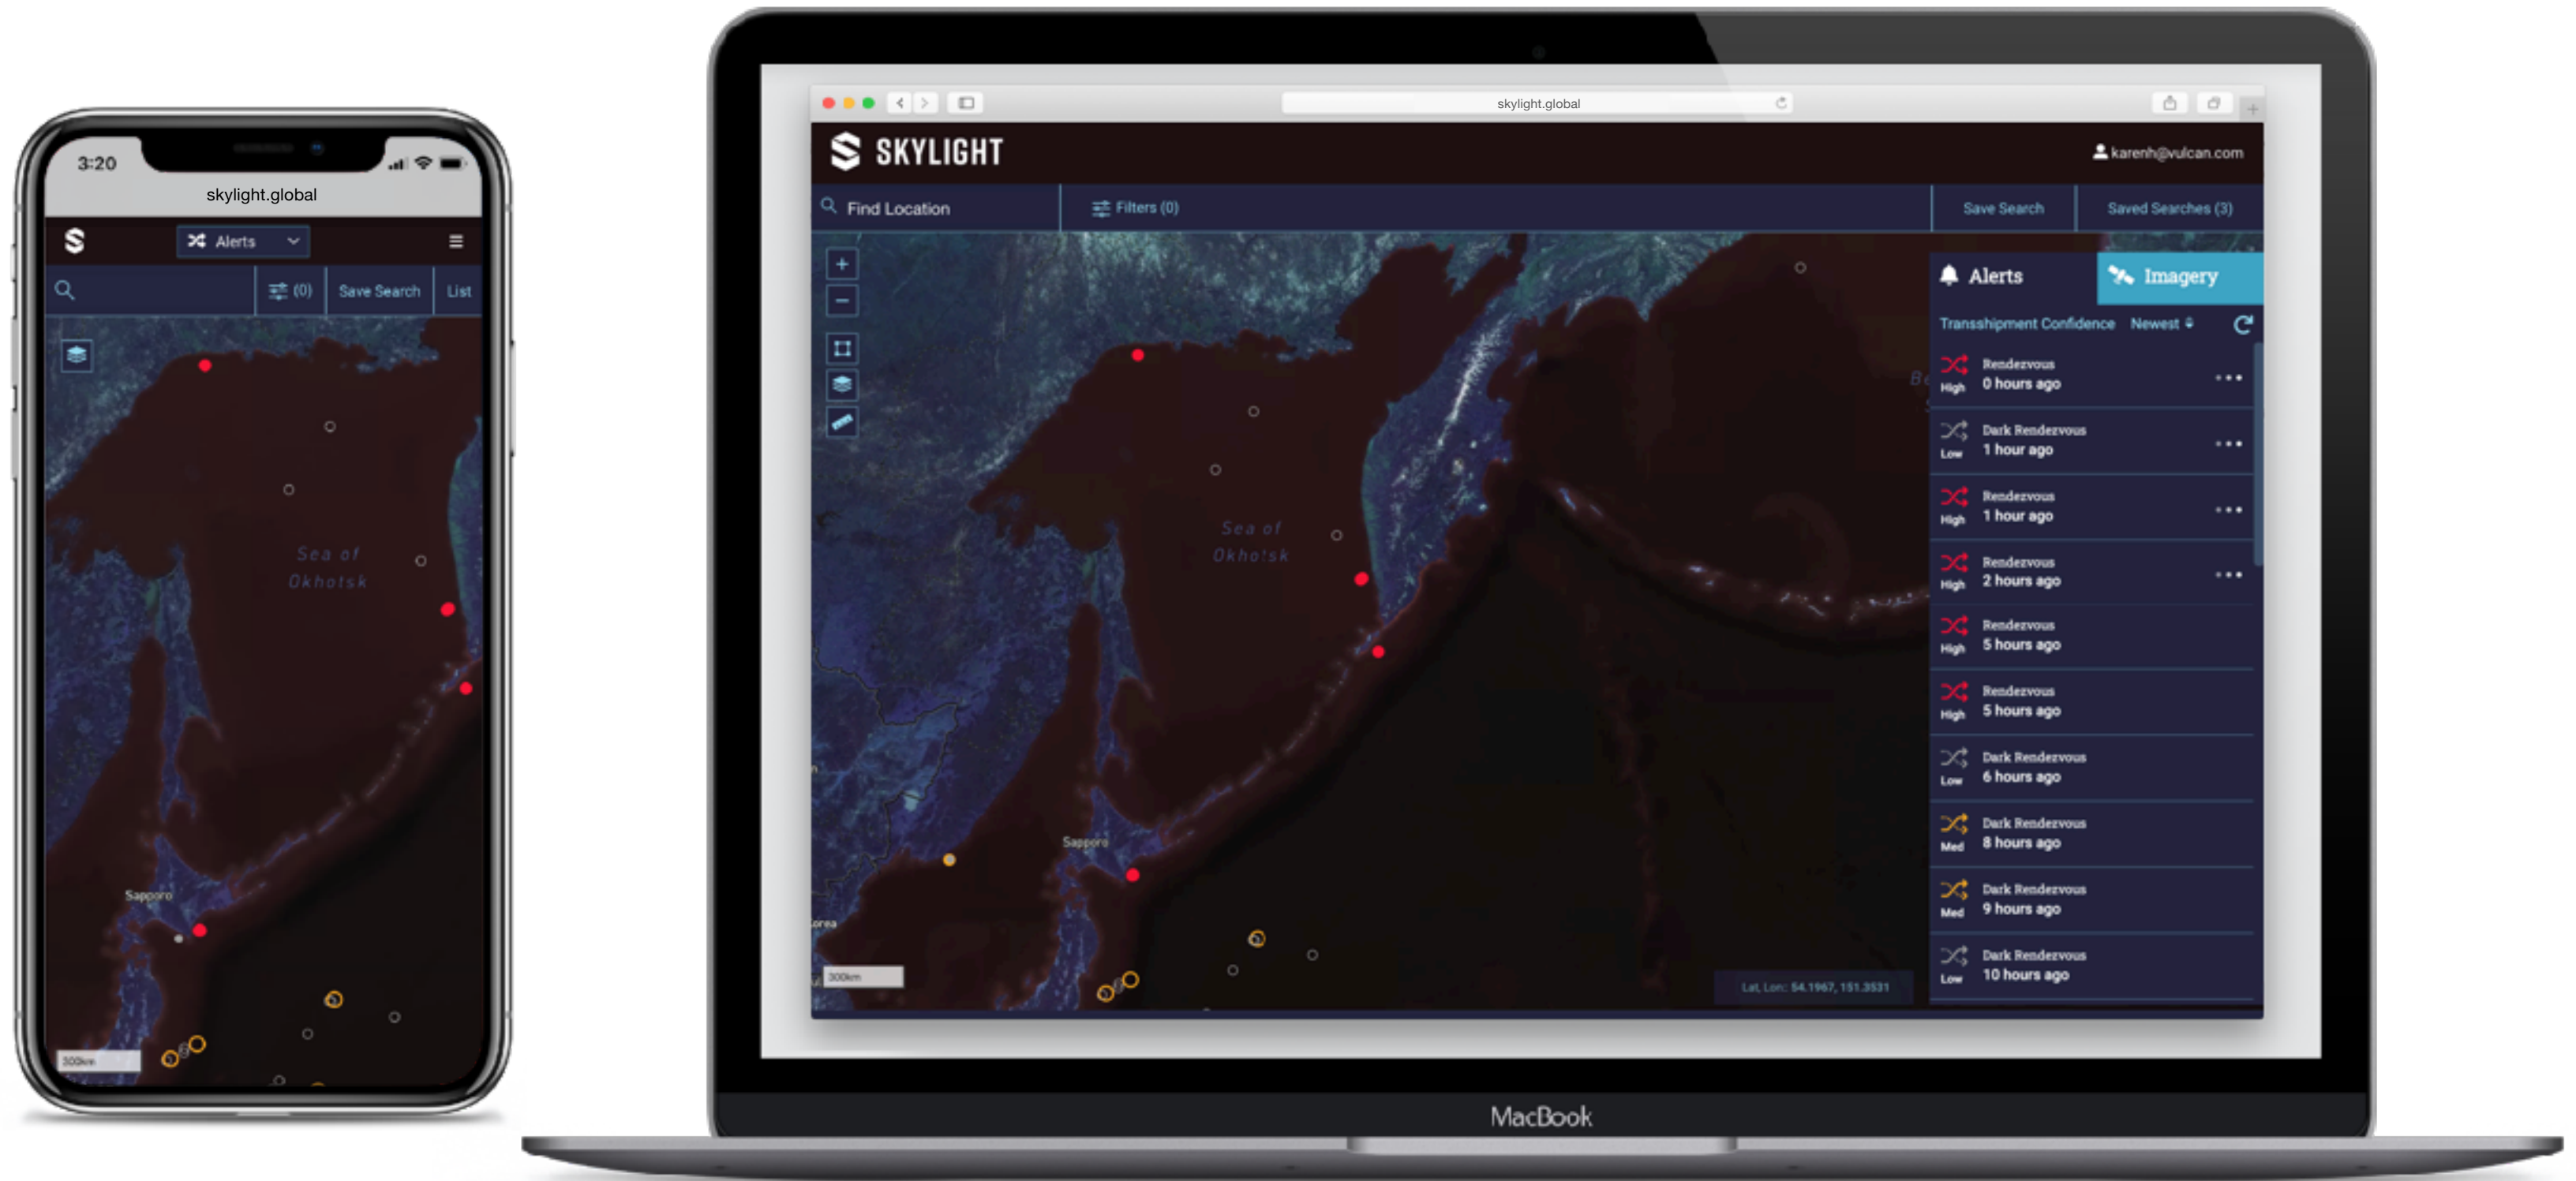 3:20
skylight.global
Alerts
(0)
Save Search
List
Sea of
Okhotsk
Sapporo
300km
skylight.global
SKYLIGHT
karenh@vulcan.com
Find Location
Filters (0)
Save Search
Saved Searches (3)
Alerts
Imagery
Transshipment Confidence
Newest
Rendezvous
High
0 hours ago
Dark Rendezvous
Low
1 hour ago
Rendezvous
High
1 hour ago
Rendezvous
High
2 hours ago
Rendezvous
High
5 hours ago
Rendezvous
High
5 hours ago
Dark Rendezvous
Low
6 hours ago
Dark Rendezvous
Med
8 hours ago
Dark Rendezvous
Med
9 hours ago
Dark Rendezvous
Low
10 hours ago
Be
S
Sea of
Okhotsk
Sapporo
orea
300km
Lat, Lon: 54.1967, 151.3531
MacBook